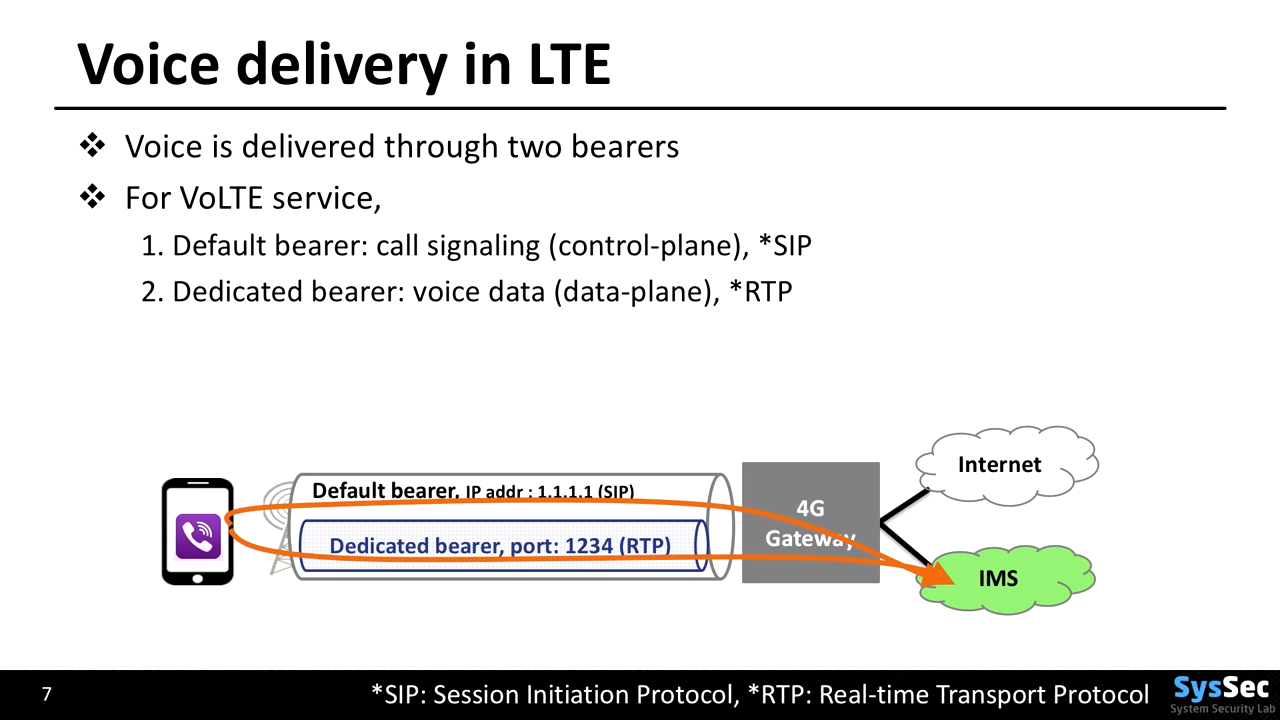 Voice delivery in LTE
❖ Voice is delivered through two bearers
❖ For VoLTE service,
1. Default bearer: call signaling (control-plane), *SIP
2. Dedicated bearer: voice data (data-plane), *RTP
Default bearer, IP addr : 1.1.1.1 (SIP)
Dedicated bearer, port: 1234 (RTP)
4G
Gateway
Internet
IMS
7
*SIP: Session Initiation Protocol, *RTP: Real-time Transport Protocol
SysSec
System Security Lab